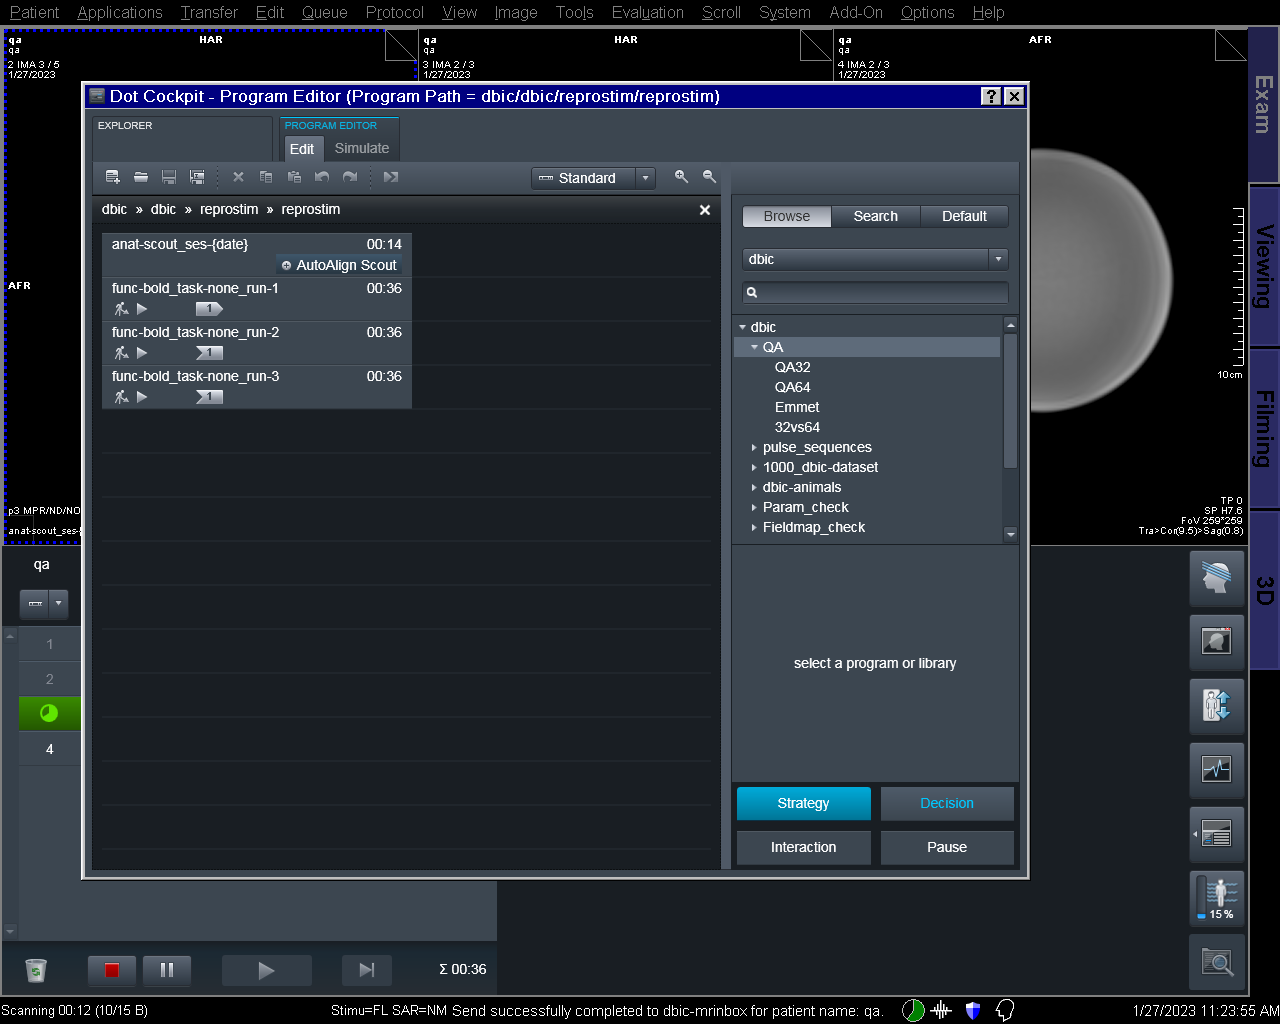 Patient Applications Transfer Edit Queue Protocol View Image Tools Evaluation Scroll System Add-On Options Help
qa
qa
HAR
2 IMA 3 / 5
1/27/2023
qa
qa
HAR
3 IMA 2 / 3
1/27/2023
qa
AFR
4 IMA 2 / 3
1/27/2023
Dot Cockpit - Program Editor (Program Path = dbic/dbic/reprostim/reprostim)
EXPLORER
PROGRAM EDITOR
Edit Simulate
Standard
dbic » dbic » reprostim » reprostim
anat-scout_ses-{date} 00:14
AutoAlign Scout
func-bold_task-none_run-1 00:36
1
func-bold_task-none_run-2 00:36
1
func-bold_task-none_run-3 00:36
1
Browse Search Default
dbic
dbic
QA
QA32
QA64
Emmet
32vs64
pulse_sequences
1000_dbic-dataset
dbic-animals
Param_check
Fieldmap_check
select a program or library
Strategy Decision
Interaction Pause
AFR
p3 MPR/ND/NO
anat-scout_ses-{
10cm
TP 0
SP H7.6
FoV 259*259
Tra>Cor(9.5)>Sag(0.8)
Exam
Viewing
Filming
3D
qa
1
2
4
Σ 00:36
15 %
Scanning 00:12 (10/15 B) Stimu=FL SAR=NM Send successfully completed to dbic-mrinbox for patient name: qa. 1/27/2023 11:23:55 AM